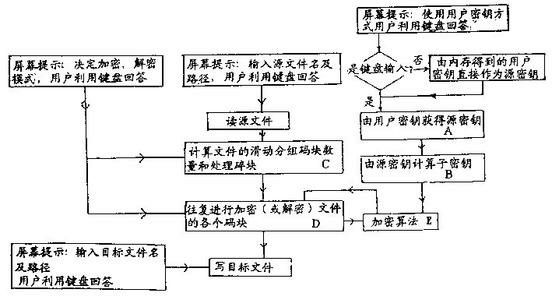 屏幕提示：使用用户密钥方式用户利用键盘回答
屏幕提示：决定加密、解密
模式，用户利用键盘回答
屏幕提示：输入源文件名及
路径，用户利用键盘回答
是键盘输入？
否
是
由内存得到的用户
密钥直接作为源密钥
读源文件
由用户密钥获得源密钥
A
计算文件的滑动分组码块数
量和处理碎块
C
由源密钥计算子密钥
B
往复进行加密（或解密）文件
的各个码块
D
加密算法 E
屏幕提示：输入目标文件名
及路径
用户利用键盘回答
写目标文件